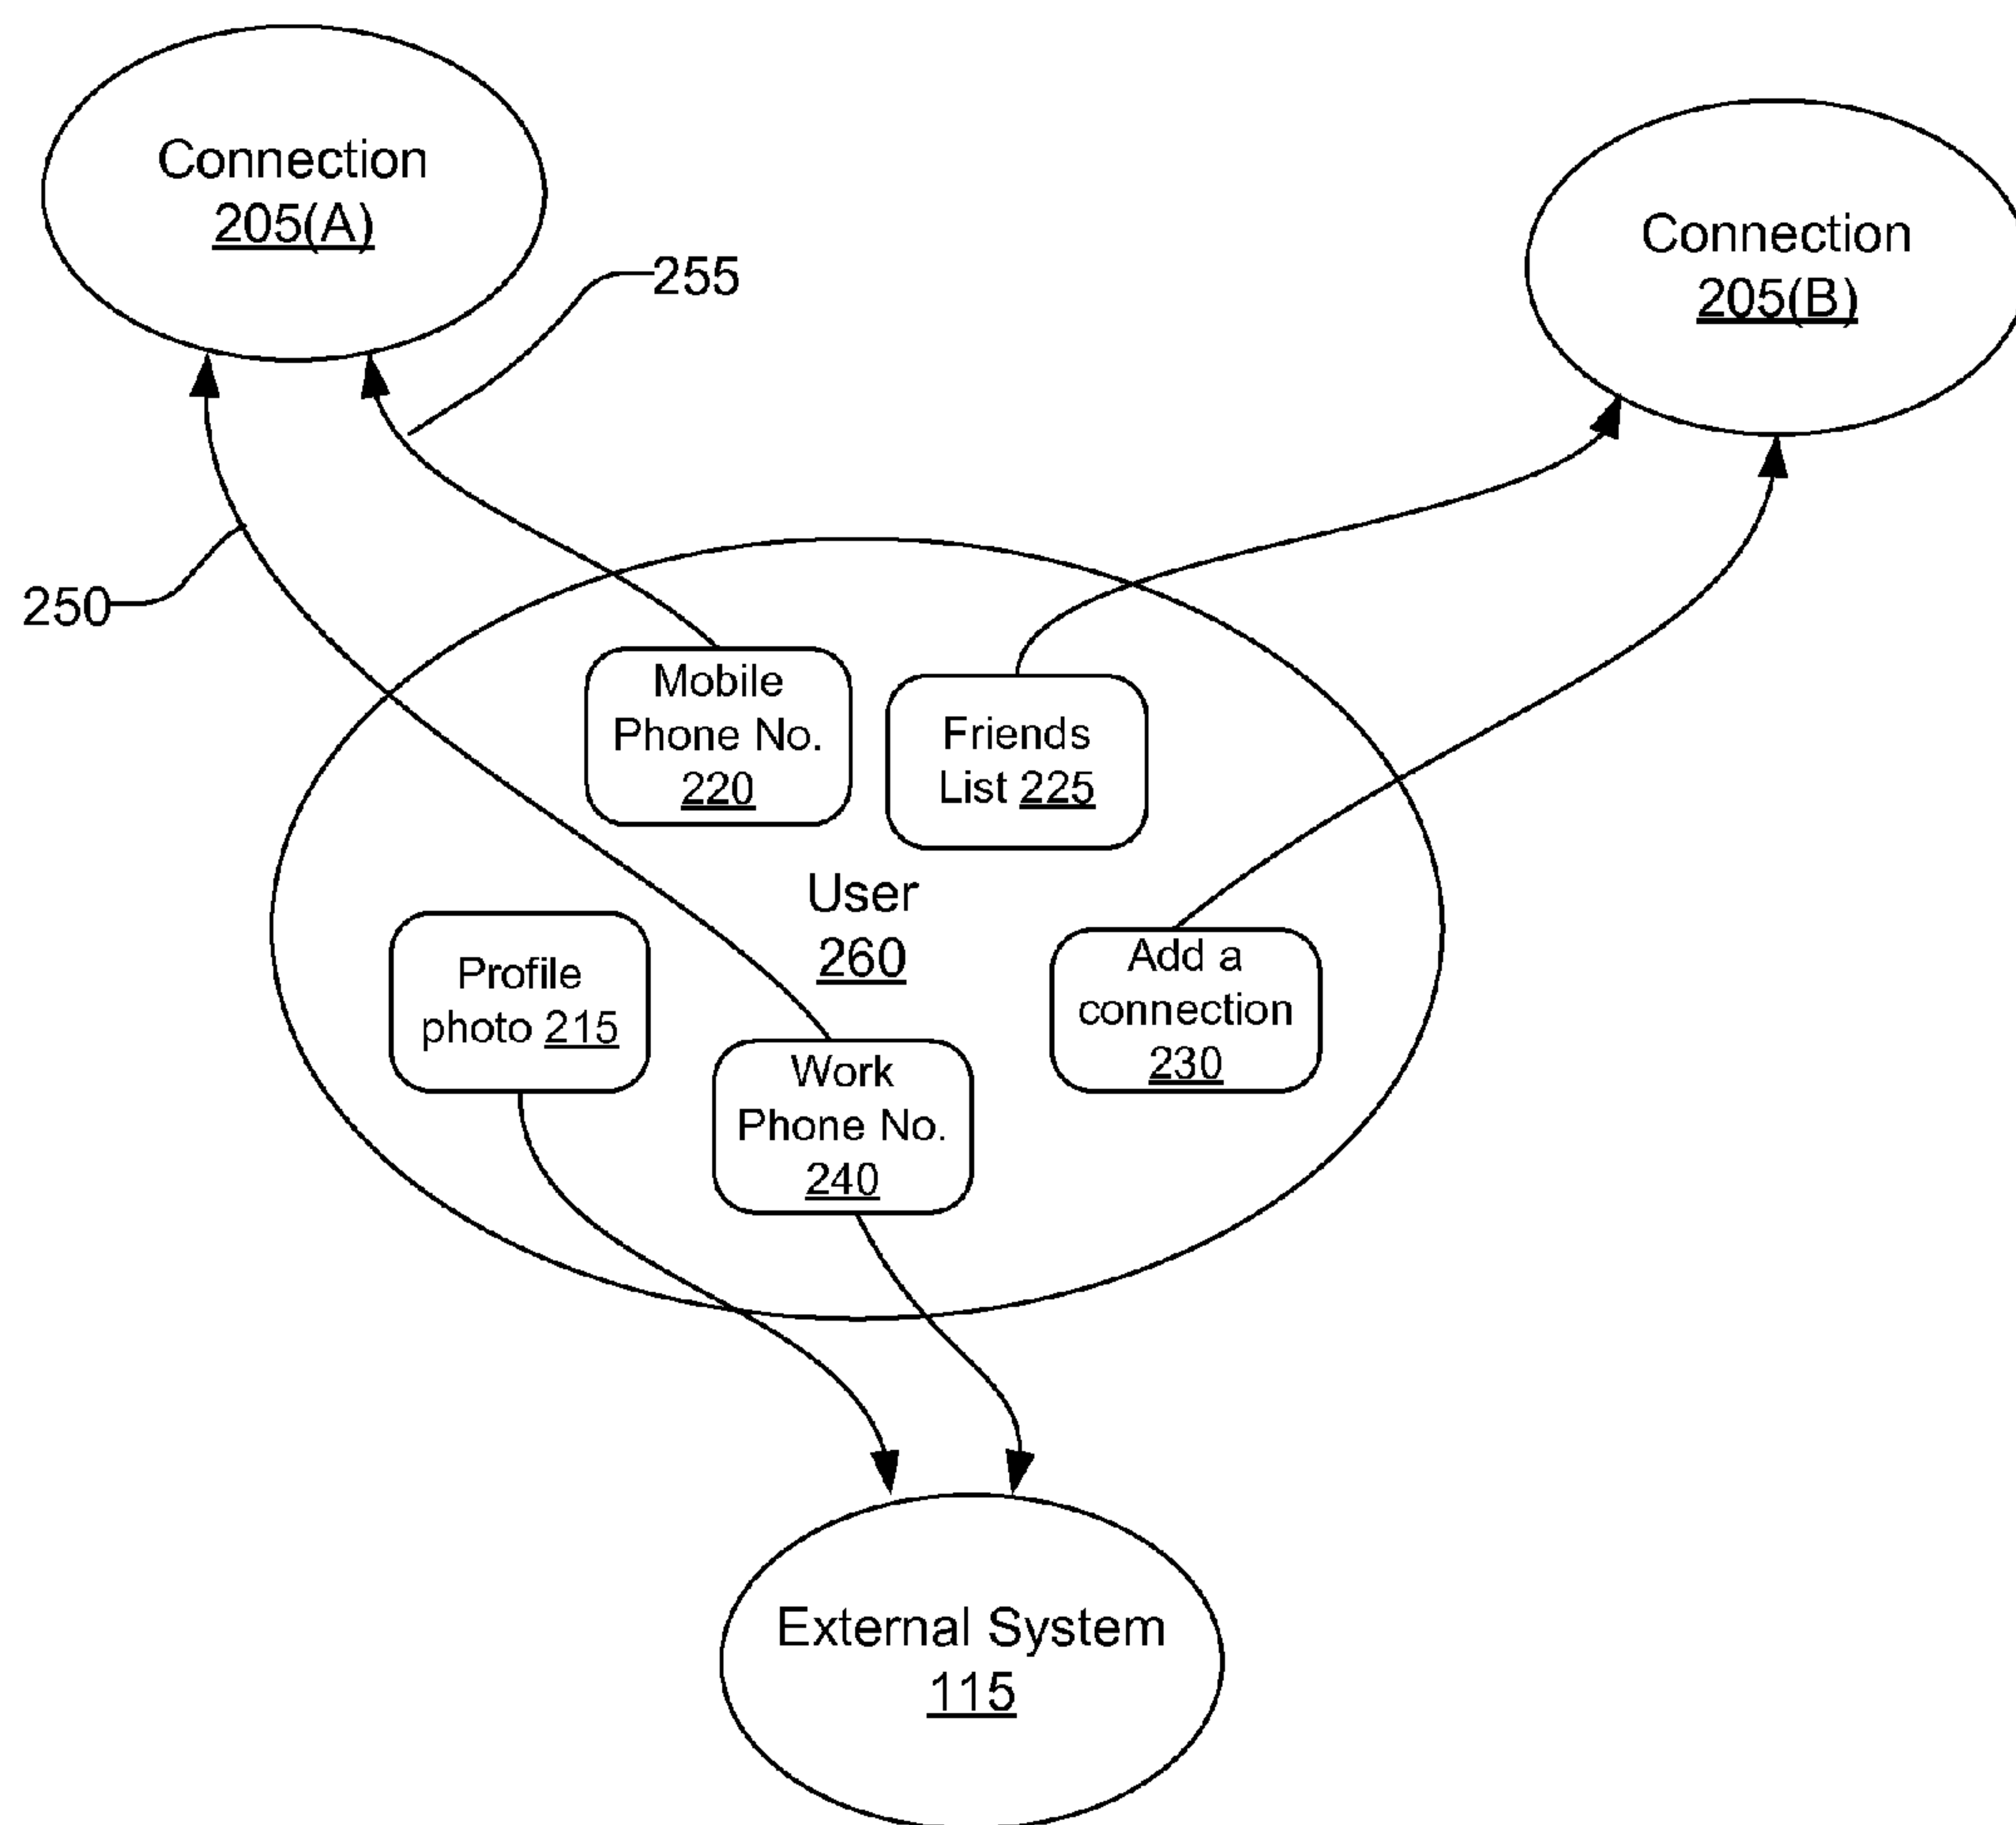 Connection
205(A)
Connection
205(B)
255
250
Mobile
Phone No.
220
Friends
List 225
User
260
Profile
photo 215
Add a
connection
230
Work
Phone No.
240
External System
115